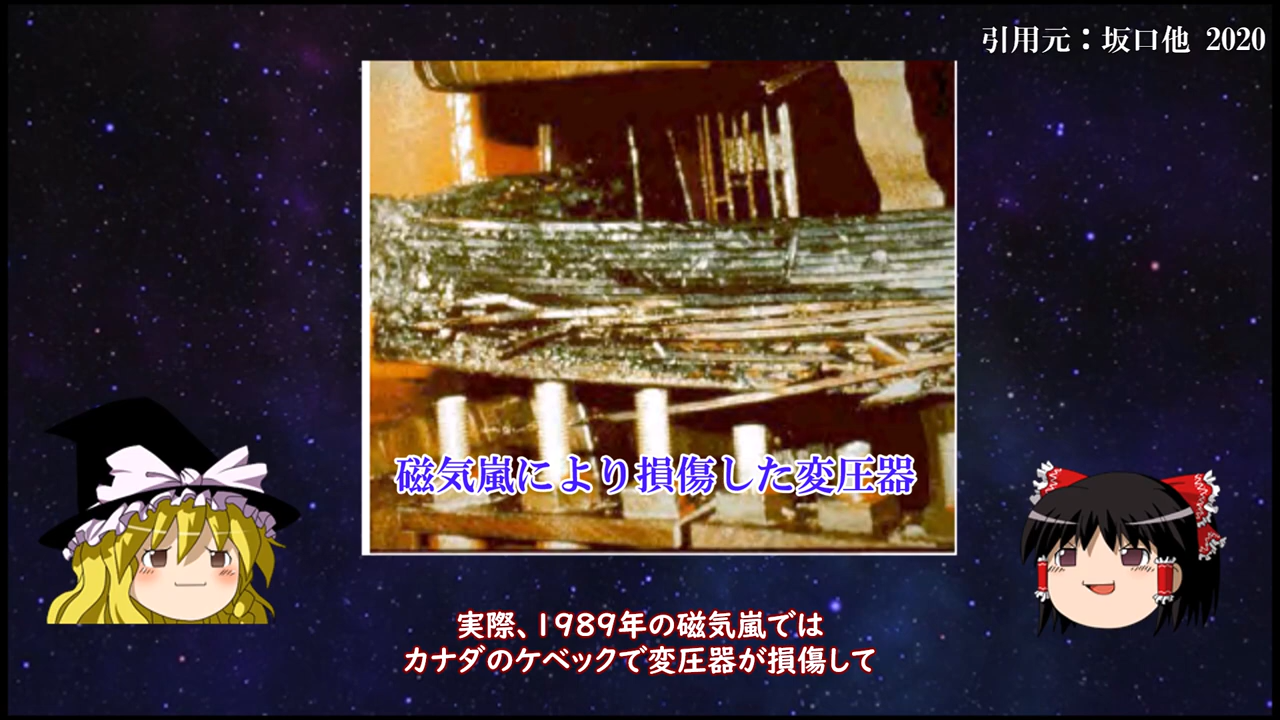 引用元：坂口他 2020
磁気嵐により損傷した変圧器
実際、1989年の磁気嵐では
カナダのケベックで変圧器が損傷して